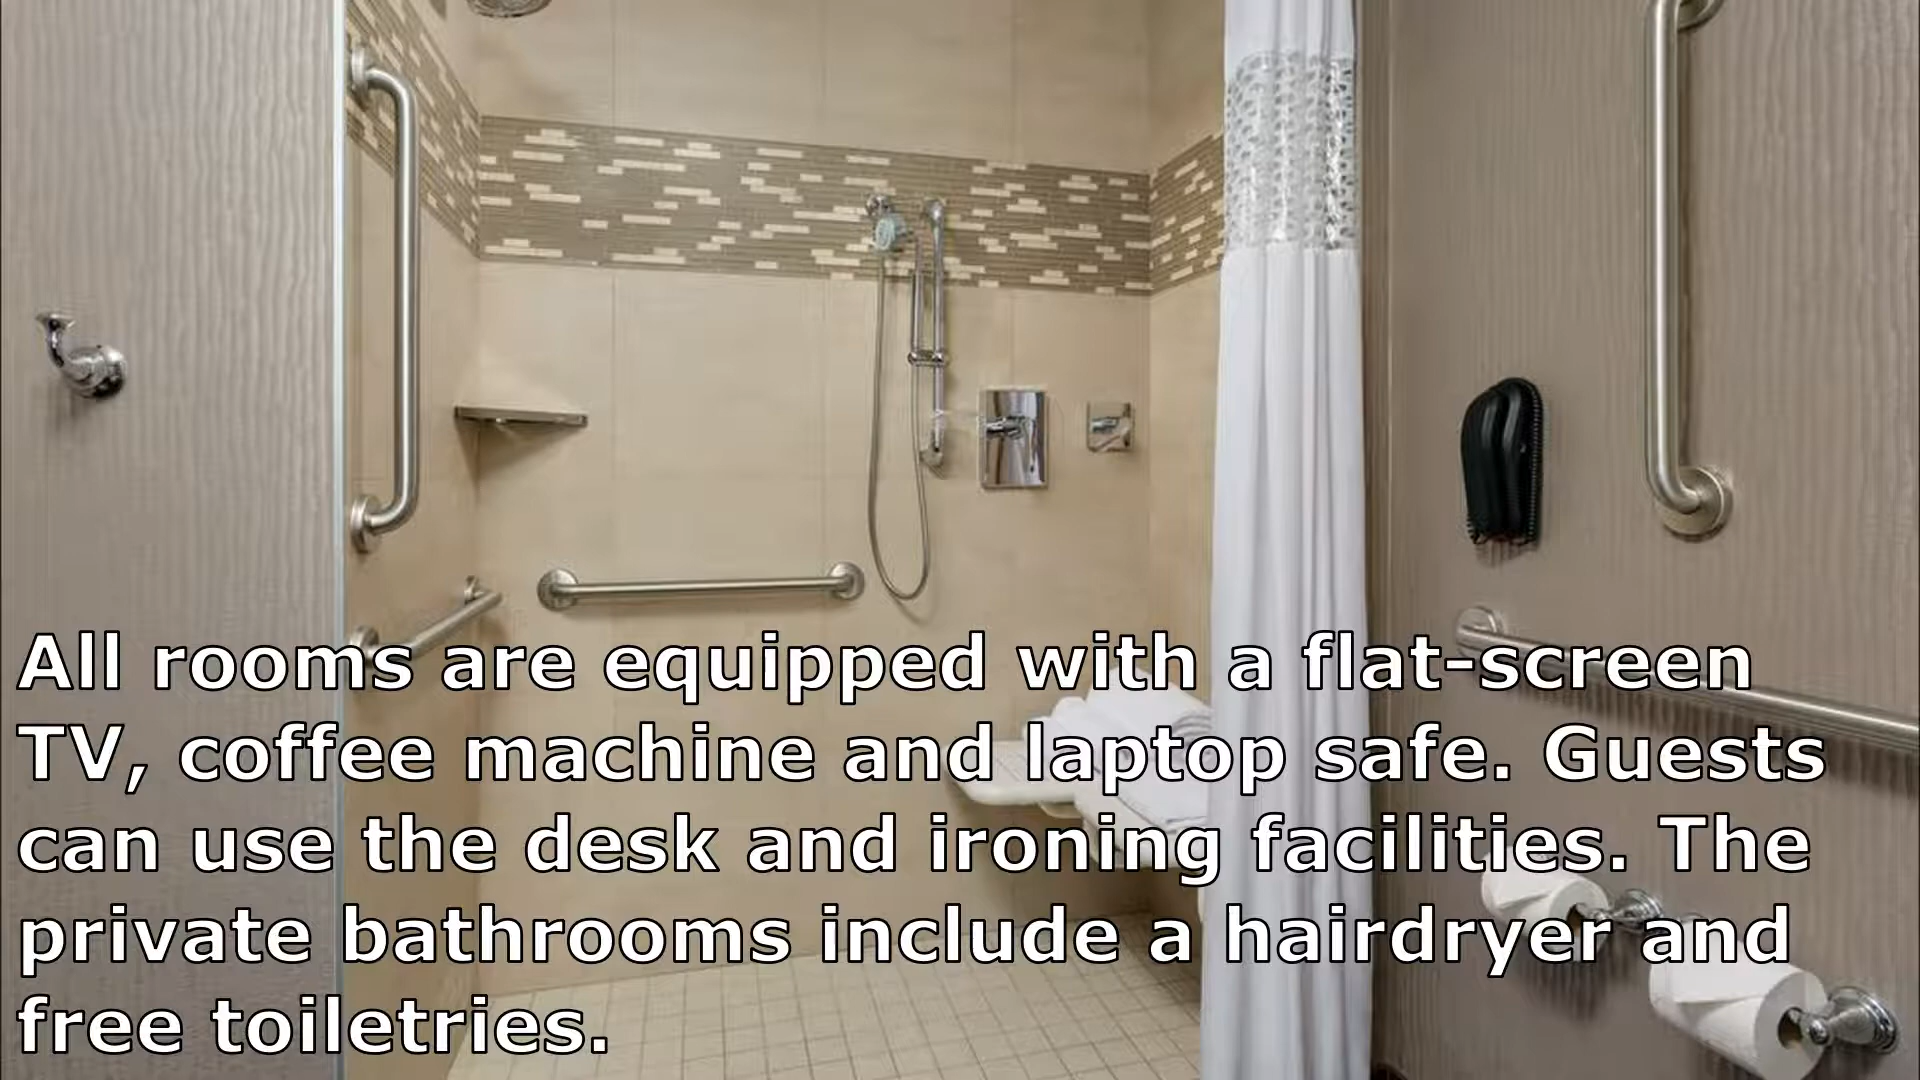 All rooms are equipped with a flat-screen
TV, coffee machine and laptop safe. Guests
can use the desk and ironing facilities. The
private bathrooms include a hairdryer and
free toiletries.